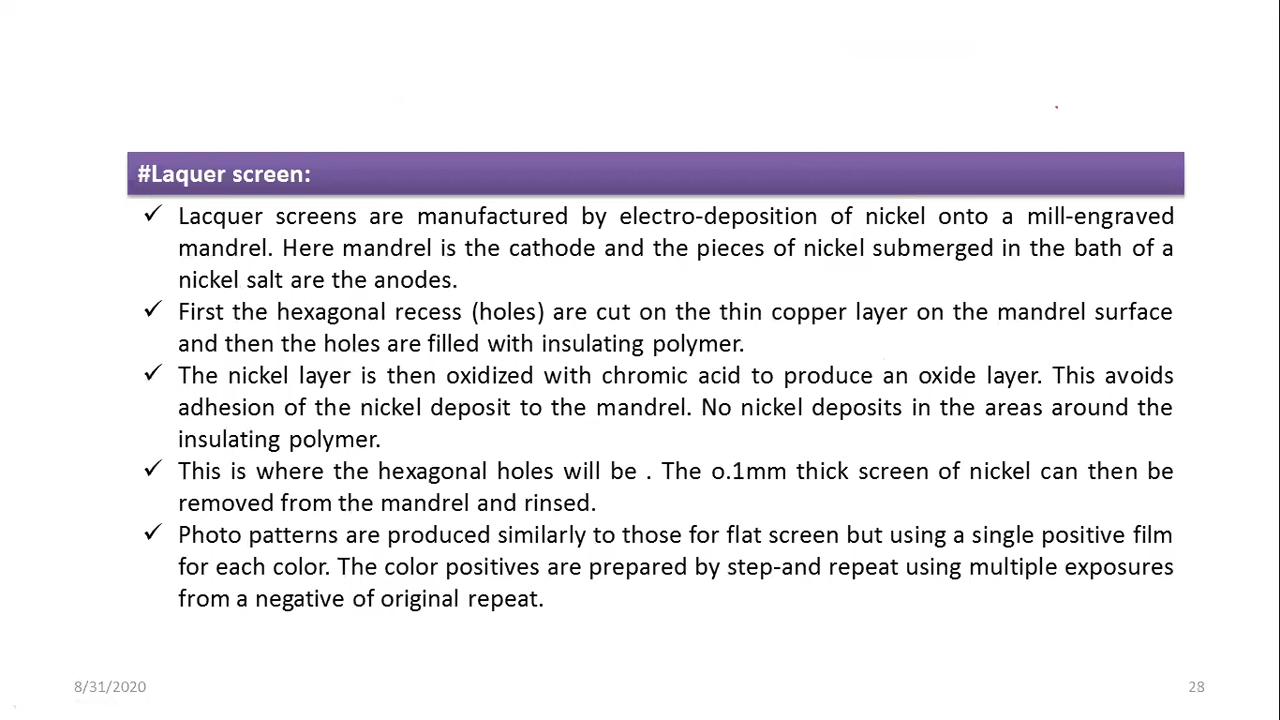 #Laquer screen:
✓ Lacquer screens are manufactured by electro-deposition of nickel onto a mill-engraved
mandrel. Here mandrel is the cathode and the pieces of nickel submerged in the bath of a
nickel salt are the anodes.
✓ First the hexagonal recess (holes) are cut on the thin copper layer on the mandrel surface
and then the holes are filled with insulating polymer.
✓ The nickel layer is then oxidized with chromic acid to produce an oxide layer. This avoids
adhesion of the nickel deposit to the mandrel. No nickel deposits in the areas around the
insulating polymer.
✓ This is where the hexagonal holes will be . The o.1mm thick screen of nickel can then be
removed from the mandrel and rinsed.
✓ Photo patterns are produced similarly to those for flat screen but using a single positive film
for each color. The color positives are prepared by step-and repeat using multiple exposures
from a negative of original repeat.
8/31/2020
28